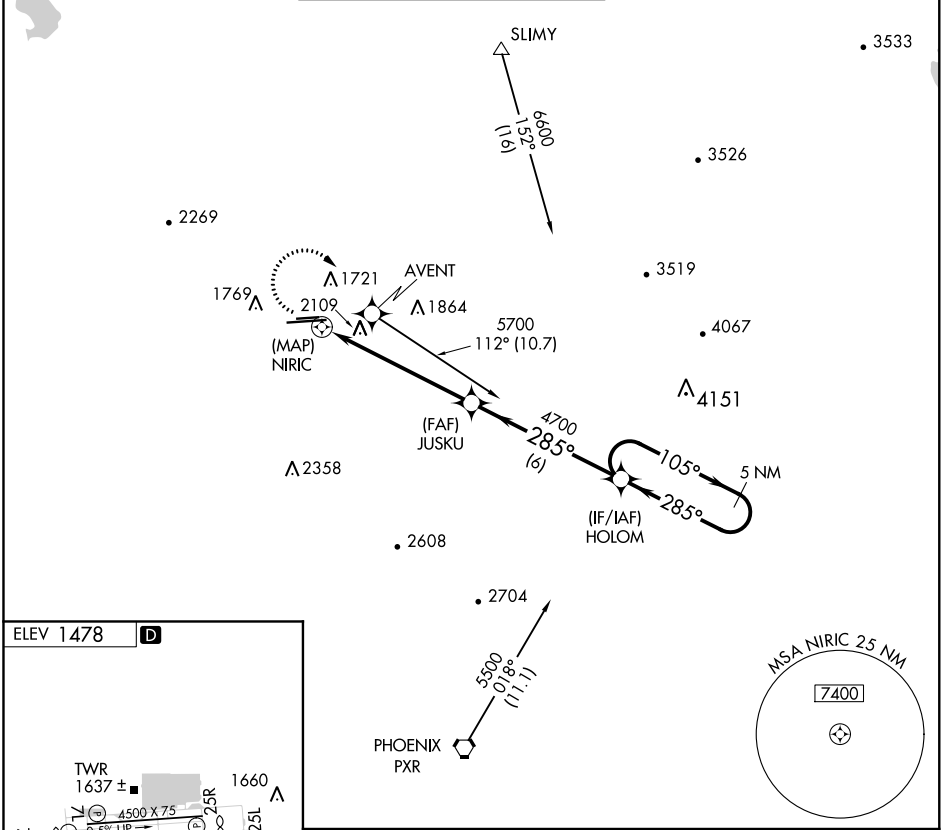 SLIMY
3533
6600
152°
(16)
3526
2269
3519
1721
AVENT
1769
2109
1864
5700
112° (10.7)
4067
(MAP)
NIRIC
4151
(FAF)
JUSKU
4700
285°
(6)
105°
5 NM
285°
2358
(IF/IAF)
HOLOM
2608
2704
ELEV 1478
D
MSA NIRIC 25 NM
5500
018°
(11.1)
7400
PHOENIX
PXR
TWR
1637 ±
1660
7L
P
4500 X 75
25R
P
25L